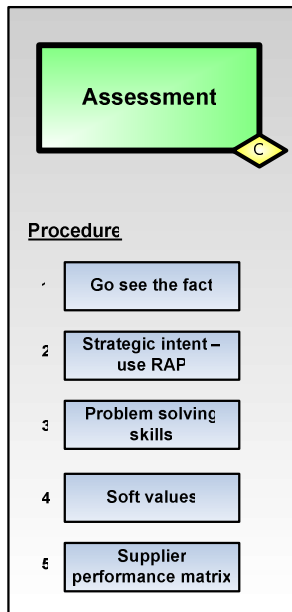 Assessment
C
Procedure
1
Go see the fact
2
Strategic intent –
use RAP
3
Problem solving
skills
4
Soft values
5
Supplier
performance matrix